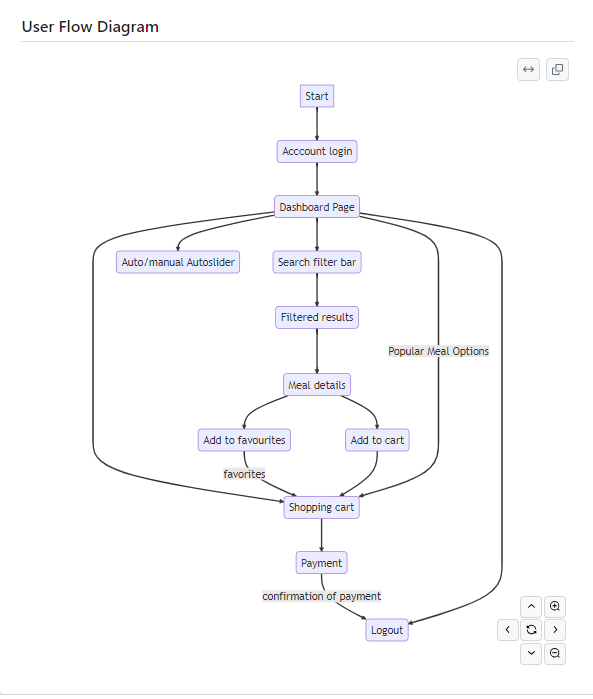 User Flow Diagram
Start
Acccount login
Dashboard Page
Auto/manual Autoslider
Search filter bar
Filtered results
Popular Meal Options
Meal details
Add to favourites
Add to cart
favorites
Shopping cart
Payment
confirmation of payment
Logout